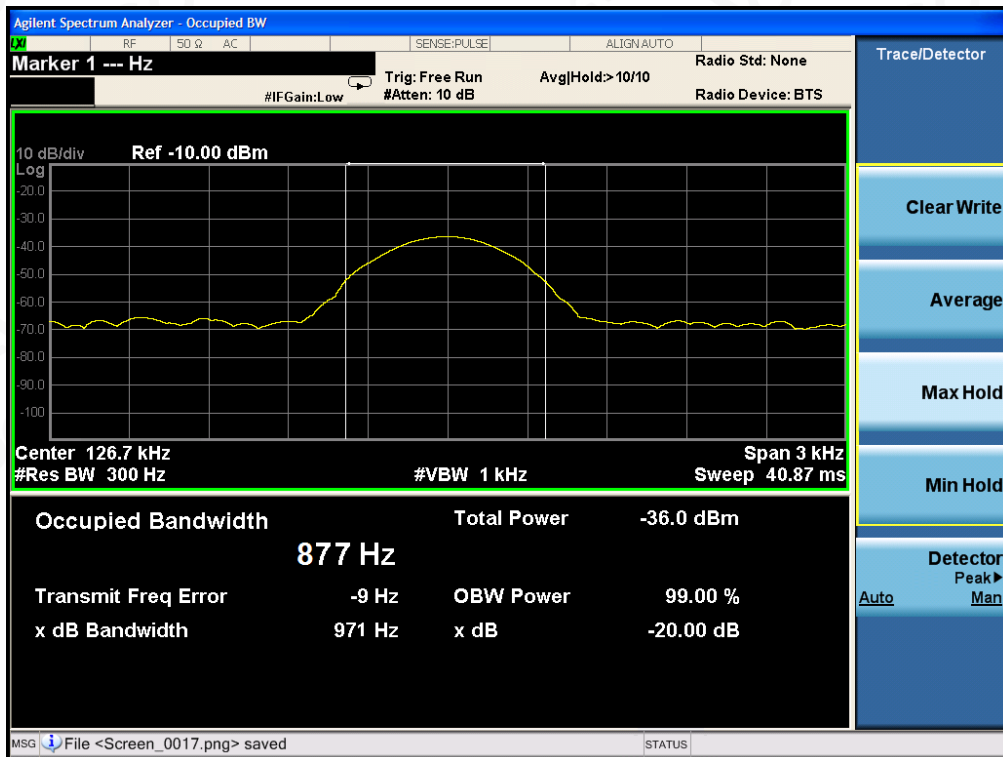 Agilent Spectrum Analyzer - Occupied BW
LXI RF 50 Ω AC SENSE:PULSE ALIGN AUTO
Marker 1 --- Hz
#IFGain:Low
Trig: Free Run
#Atten: 10 dB
Avg|Hold:> 10/10
Radio Std: None
Radio Device: BTS
10 dB/div Ref -10.00 dBm
Log
-20.0
-30.0
-40.0
-50.0
-60.0
-70.0
-80.0
-90.0
-100
Center 126.7 kHz Span 3 kHz
#Res BW 300 Hz #VBW 1 kHz Sweep 40.87 ms
Occupied Bandwidth Total Power -36.0 dBm
877 Hz
Transmit Freq Error -9 Hz OBW Power 99.00 %
x dB Bandwidth 971 Hz x dB -20.00 dB
MSG File <Screen_0017.png> saved STATUS
Trace/Detector
Clear Write
Average
Max Hold
Min Hold
Detector
Peak▶
Auto Man